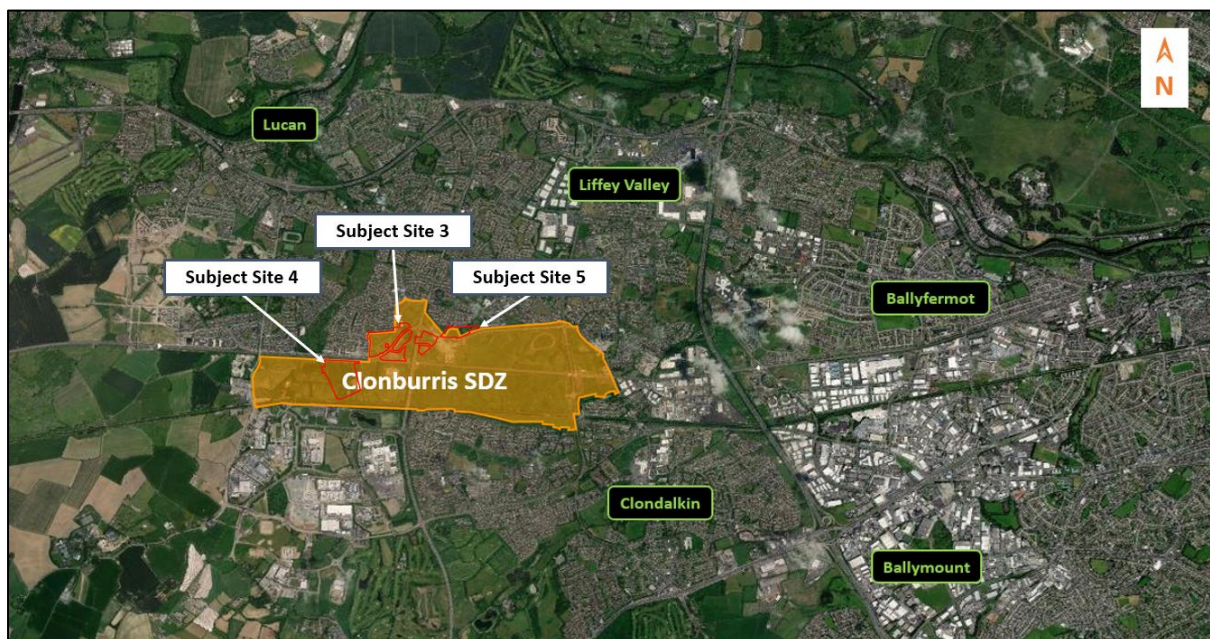 N
Lucan
Liffey Valley
Subject Site 3
Subject Site 4
Subject Site 5
Ballyfermot
Clonburris SDZ
Clondalkin
Ballymount